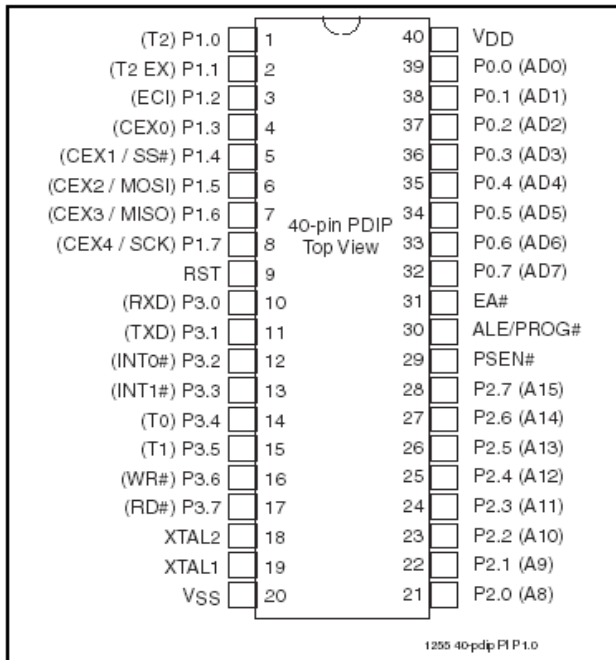 (T2) P1.0 1 40 VDD
(T2 EX) P1.1 2 39 P0.0 (AD0)
(ECI) P1.2 3 38 P0.1 (AD1)
(CEX0) P1.3 4 37 P0.2 (AD2)
(CEX1 / SS#) P1.4 5 36 P0.3 (AD3)
(CEX2 / MOSI) P1.5 6 35 P0.4 (AD4)
(CEX3 / MISO) P1.6 7 34 P0.5 (AD5)
40-pin PDIP
(CEX4 / SCK) P1.7 8 33 P0.6 (AD6)
Top View
RST 9 32 P0.7 (AD7)
(RXD) P3.0 10 31 EA#
(TXD) P3.1 11 30 ALE/PROG#
(INT0#) P3.2 12 29 PSEN#
(INT1#) P3.3 13 28 P2.7 (A15)
(T0) P3.4 14 27 P2.6 (A14)
(T1) P3.5 15 26 P2.5 (A13)
(WR#) P3.6 16 25 P2.4 (A12)
(RD#) P3.7 17 24 P2.3 (A11)
XTAL2 18 23 P2.2 (A10)
XTAL1 19 22 P2.1 (A9)
VSS 20 21 P2.0 (A8)
1255 40-pdip PI P1.0